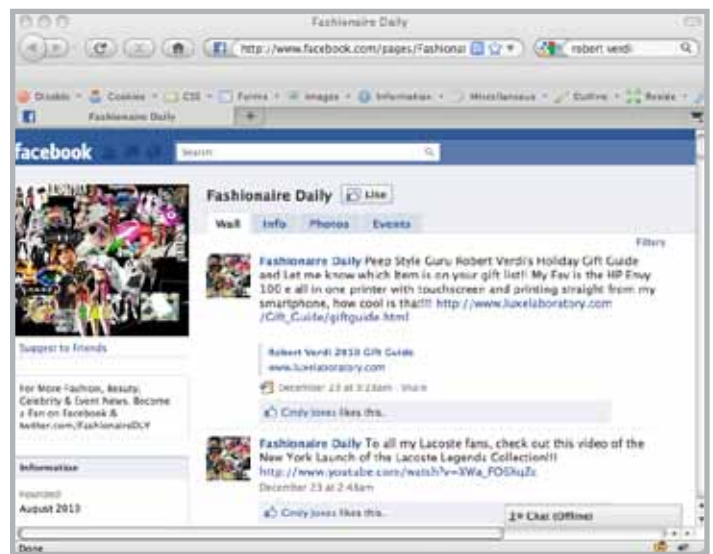 Fashionaire Daily
http://www.facebook.com/pages/Fashionai
robert verdi
Disable Cookies CSS Forms Images Information Miscellaneous Outline Resize
Fashionaire Daily
facebook
Search
Fashionaire Daily Like
Wall Info Photos Events
Filters
Fashionaire Daily Peep Style Guru Robert Verdi's Holiday Gift Guide
and Let me know which item is on your gift list!! My Fav is the HP Envy
100 e all in one printer with touchscreen and printing straight from my
smartphone, how cool is that!!! http://www.luxelaboratory.com
/Gift_Guide/giftguide.html
Robert Verdi 2010 Gift Guide
www.luxelaboratory.com
December 23 at 3:23am · Share
Cindy Jones likes this.
Fashionaire Daily To all my Lacoste fans, check out this video of the
New York Launch of the Lacoste Legends Collection!!!
http://www.youtube.com/watch?v=
December 23 at 2:48am
Cindy Jones likes this.
Suggest to Friends
For More Fashion, Beauty,
Celebrity & Event News. Become
a Fan on Facebook &
twitter.com/FashionaireDLY
Information
Founded:
August 2013
Chat (Offline)
Done